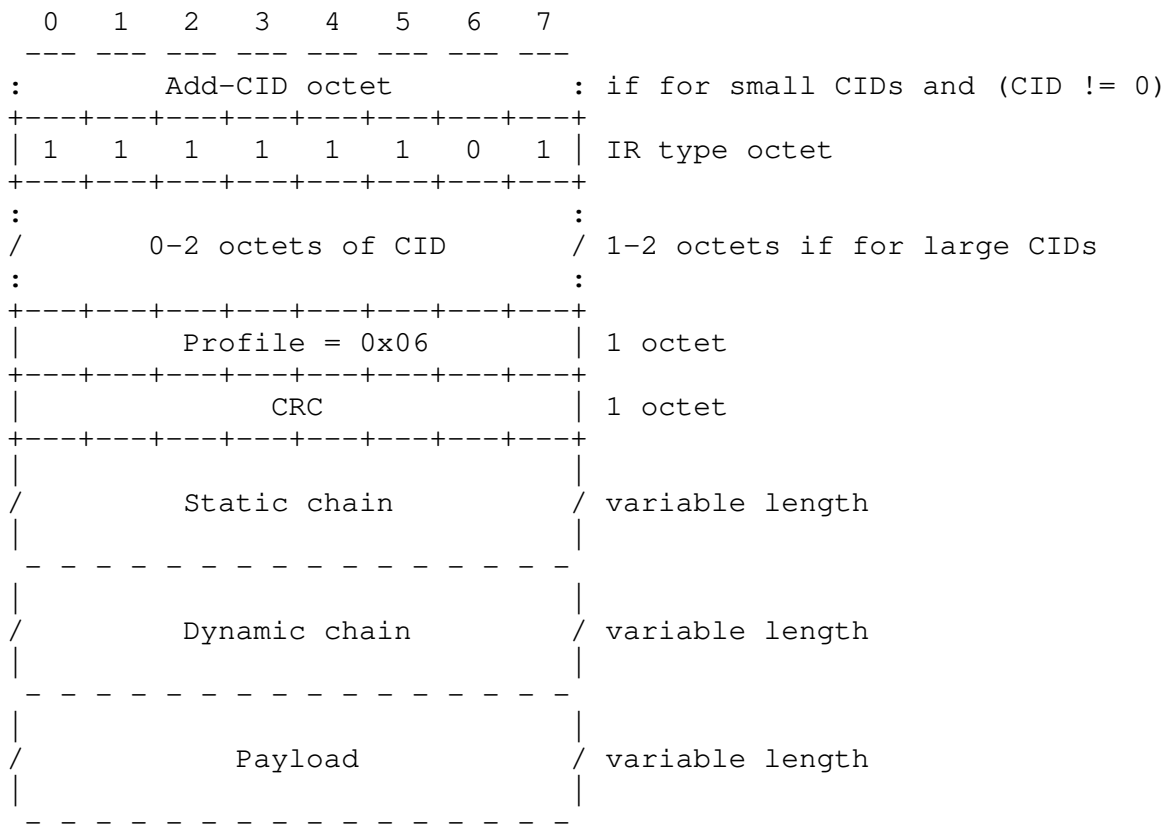 0   1   2   3   4   5   6   7
 --- --- --- --- --- --- --- ---
:         Add-CID octet         : if for small CIDs and (CID != 0)
+---+---+---+---+---+---+---+---+
| 1   1   1   1   1   1   0   1 | IR type octet
+---+---+---+---+---+---+---+---+
:                               :
/       0-2 octets of CID       / 1-2 octets if for large CIDs
:                               :
+---+---+---+---+---+---+---+---+
|         Profile = 0x06        | 1 octet
+---+---+---+---+---+---+---+---+
|              CRC              | 1 octet
+---+---+---+---+---+---+---+---+
|                               |
/         Static chain          / variable length
|                               |
 - - - - - - - - - - - - - - - -
|                               |
/         Dynamic chain         / variable length
|                               |
 - - - - - - - - - - - - - - - -
|                               |
/            Payload            / variable length
|                               |
 - - - - - - - - - - - - - - - -